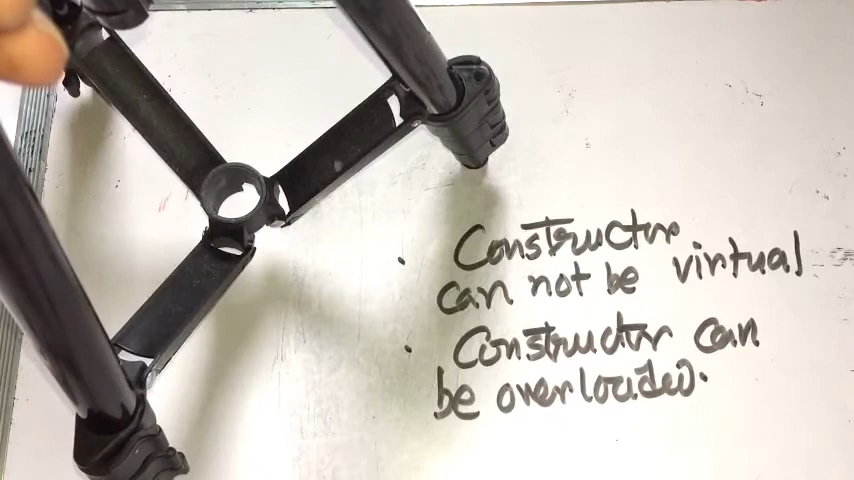 • Constructor
can not be virtual
• Constructor can
be overloaded.